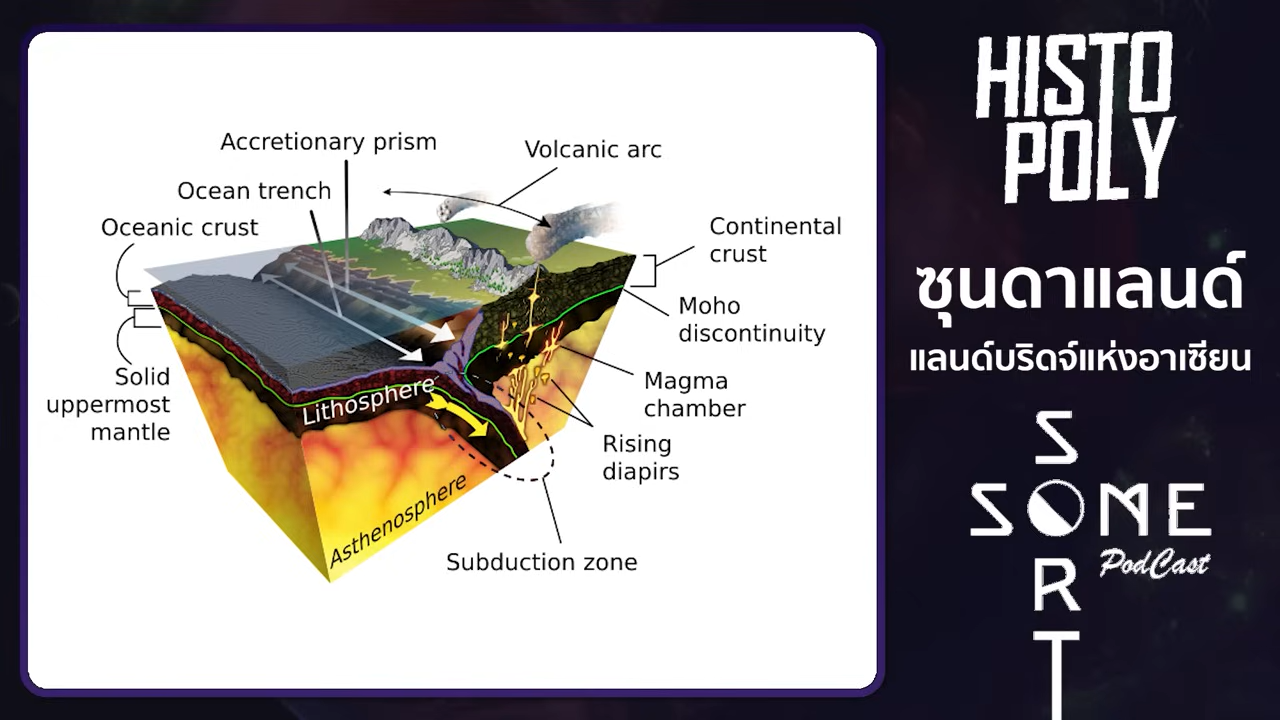 Accretionary prism
Volcanic arc
Ocean trench
Oceanic crust
Continental
crust
Moho
discontinuity
Solid
uppermost
mantle
Lithosphere
Magma
chamber
Rising
diapirs
Asthenosphere
Subduction zone
HISTO
POLY
ซุนดาแลนด์
แลนด์บริดจ์แห่งอาเซียน
SOME
SORT
PodCast